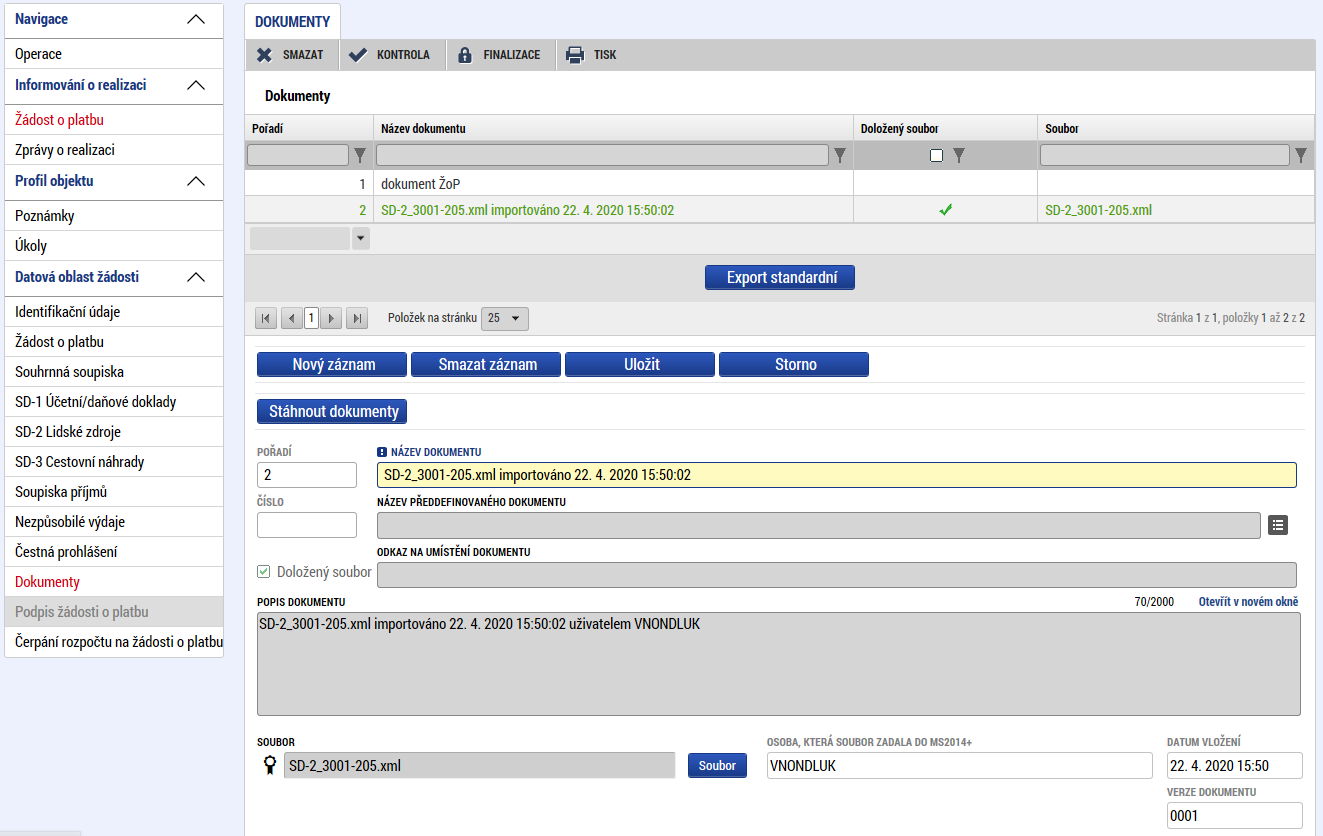 Navigace
Operace
Informování o realizaci
Žádost o platbu
Zprávy o realizaci
Profil objektu
Poznámky
Úkoly
Datová oblast žádosti
Identifikační údaje
Žádost o platbu
Souhrnná soupiska
SD-1 Účetní/daňové doklady
SD-2 Lidské zdroje
SD-3 Cestovní náhrady
Soupiska příjmů
Nezpůsobilé výdaje
Čestná prohlášení
Dokumenty
Podpis žádosti o platbu
Čerpání rozpočtu na žádosti o platbu
DOKUMENTY
SMAZAT KONTROLA FINALIZACE TISK
Dokumenty
Pořadí Název dokumentu Doložený soubor Soubor
1 dokument ŽoP
2 SD-2_3001-205.xml importováno 22. 4. 2020 15:50:02 SD-2_3001-205.xml
Export standardní
1 Položek na stránku 25 Stránka 1 z 1, položky 1 až 2 z 2
Nový záznam Smazat záznam Uložit Storno
Stáhnout dokumenty
POŘADÍ NÁZEV DOKUMENTU
2 SD-2_3001-205.xml importováno 22. 4. 2020 15:50:02
ČÍSLO NÁZEV PŘEDDEFINOVANÉHO DOKUMENTU
ODKAZ NA UMÍSTĚNÍ DOKUMENTU
Doložený soubor
POPIS DOKUMENTU 70/2000 Otevřít v novém okně
SD-2_3001-205.xml importováno 22. 4. 2020 15:50:02 uživatelem VNONDLUK
SOUBOR OSOBA, KTERÁ SOUBOR ZADALA DO MS2014+ DATUM VLOŽENÍ
SD-2_3001-205.xml Soubor VNONDLUK 22. 4. 2020 15:50
VERZE DOKUMENTU
0001